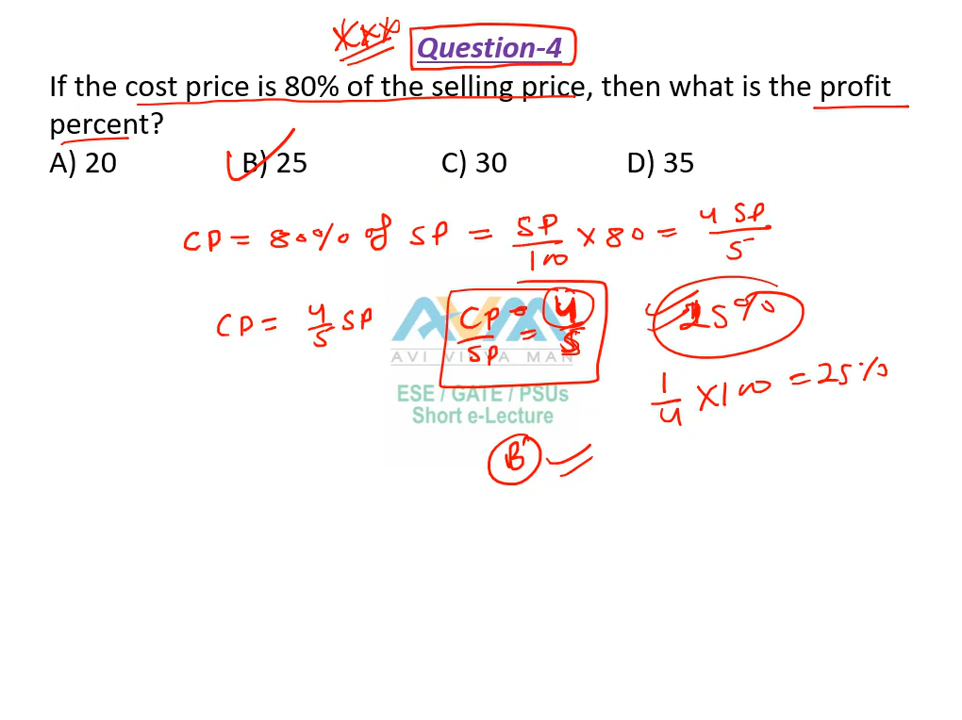 xxx Question-4
If the cost price is 80% of the selling price, then what is the profit
percent?
A) 20 B) 25 C) 30 D) 35
CP = 80% of SP = SP/100 × 80 = 4 SP/5
CP = 4/5 SP CP/SP = 4/5 25%
AVI VIDYA MAN
1/4 × 100 = 25%
ESE / GATE / PSUs
Short e-Lecture
B